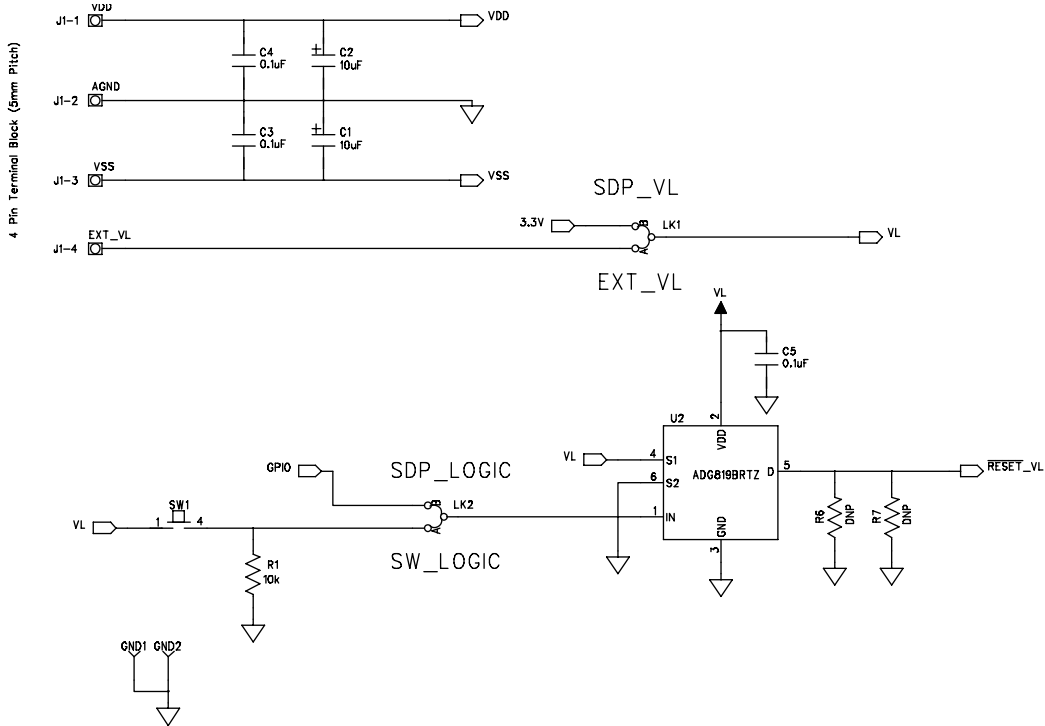 4 Pin Terminal Block (5mm Pitch)
VDD
J1-1
VDD
C4
0.1uF
C2
+
10uF
AGND
J1-2
C3
0.1uF
C1
+
10uF
VSS
J1-3
VSS
SDP_VL
3.3V
B
LK1
VL
EXT_VL
J1-4
A
EXT_VL
VL
C5
0.1uF
U2
2
VDD
GPIO
SDP_LOGIC
VL
4
S1
6
S2
ADG819BRTZ
D
5
RESET_VL
B
LK2
1
IN
SW1
VL
1
4
A
GND
3
R6
DNP
R7
DNP
SW_LOGIC
R1
10k
GND1
GND2